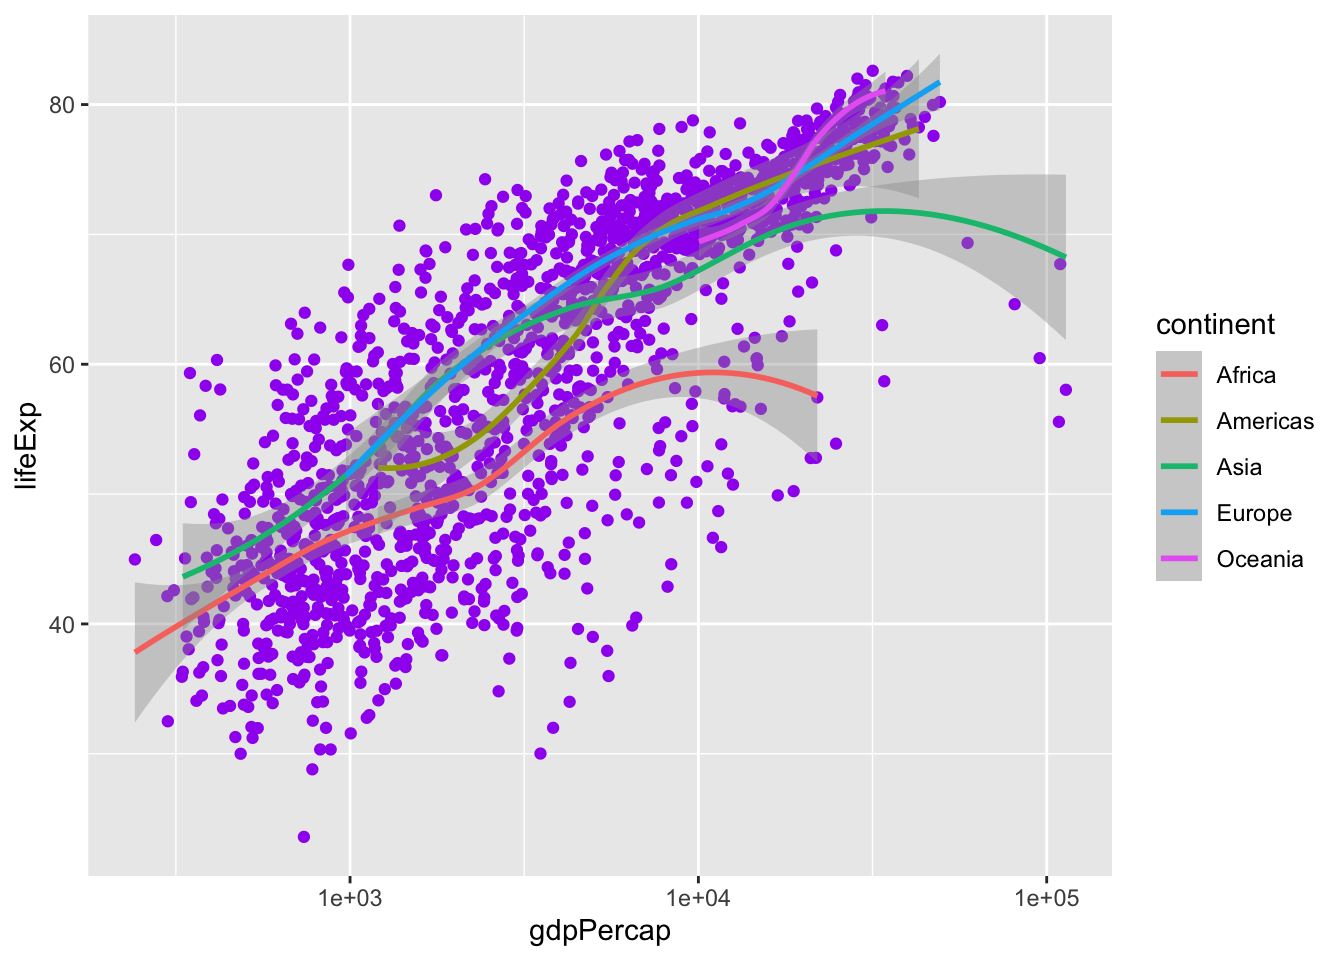 80
60
40
lifeExp
1e+03
1e+04
1e+05
gdpPercap
continent
Africa
Americas
Asia
Europe
Oceania